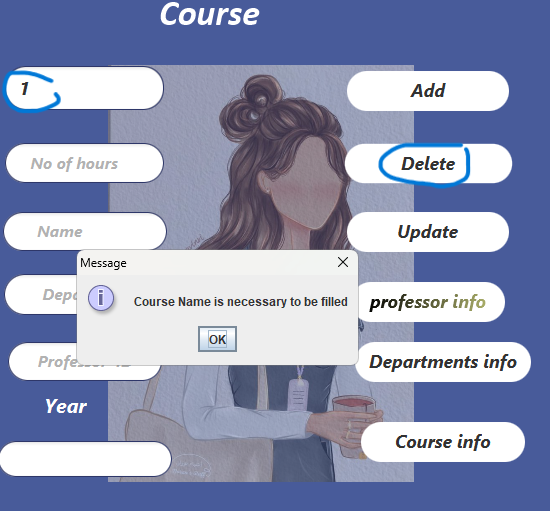 Course
1
Add
No of hours
Delete
Name
Update
Message
Course Name is necessary to be filled
OK
professor info
Departments info
Year
Course info